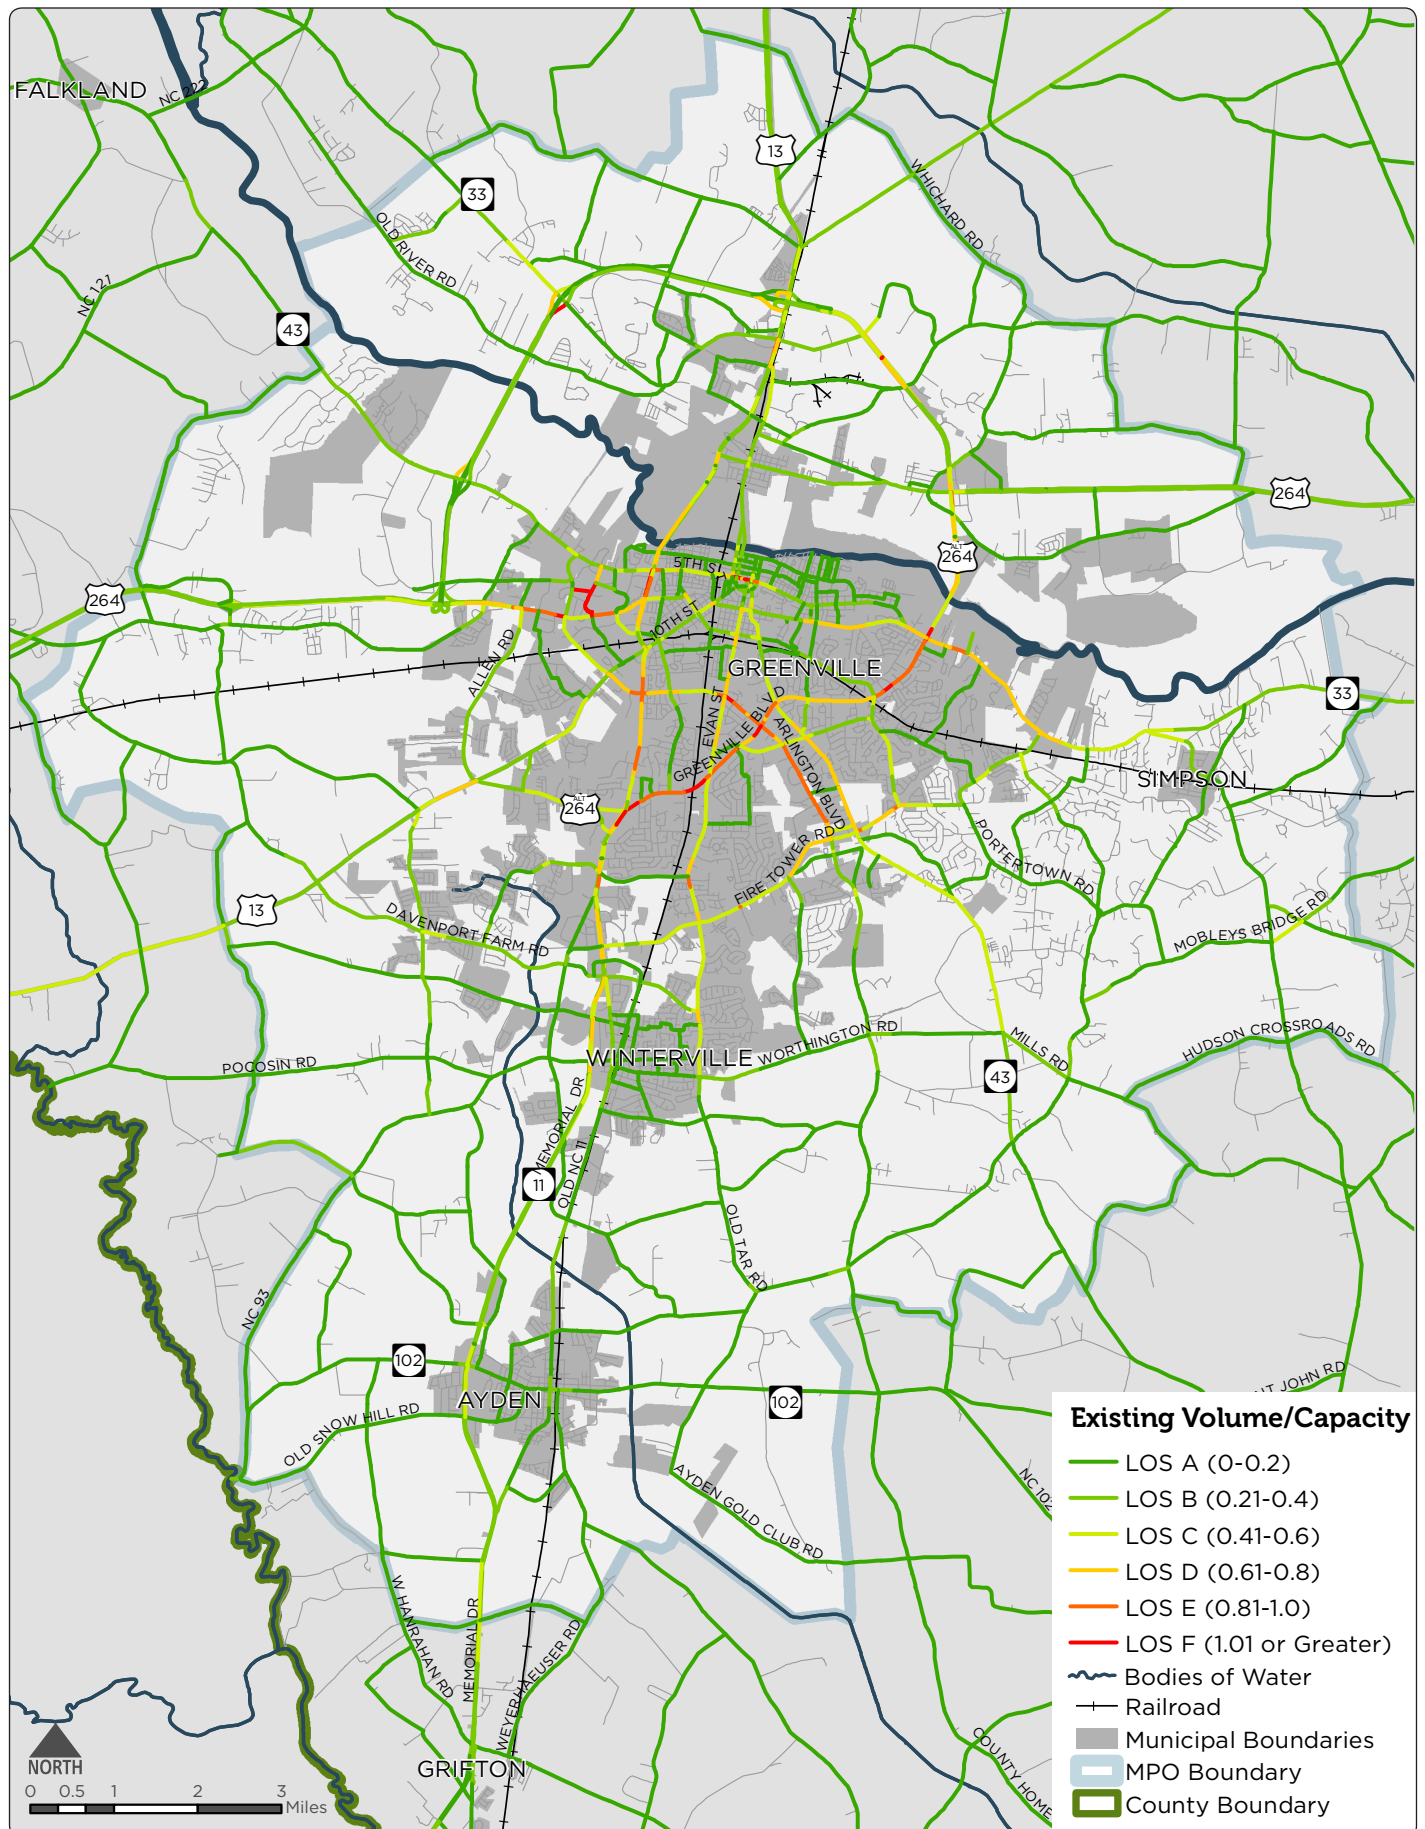 FALKLAND
NC 222
13
33
WHICHARD RD
OLD RIVER RD
NC 121
43
264
ALT
264
264
5TH ST
10TH ST
ALLEN RD
GREENVILLE
33
EVAN ST
GREENVILLE BLVD
ARLINGTON BLVD
SIMPSON
ALT
264
FIRE TOWER RD
PORTERTOWN RD
13
DAVENPORT FARM RD
MOBLEYS BRIDGE RD
WORTHINGTON RD
MILLS RD
HUDSON CROSSROADS RD
POCOSIN RD
WINTERVILLE
43
MEMORIAL DR
11
OLD NC 11
OLD TAR RD
NC 93
102
AYDEN
102
OLD SNOW HILL RD
NT JOHN RD
AYDEN GOLD CLUB RD
NC 102
W HANRAHAN RD
MEMORIAL DR
WEYERHAEUSER RD
GRIFTON
COUNTY HOME
Existing Volume/Capacity
LOS A (0-0.2)
LOS B (0.21-0.4)
LOS C (0.41-0.6)
LOS D (0.61-0.8)
LOS E (0.81-1.0)
LOS F (1.01 or Greater)
Bodies of Water
Railroad
Municipal Boundaries
MPO Boundary
County Boundary
NORTH
0 0.5 1 2 3
Miles